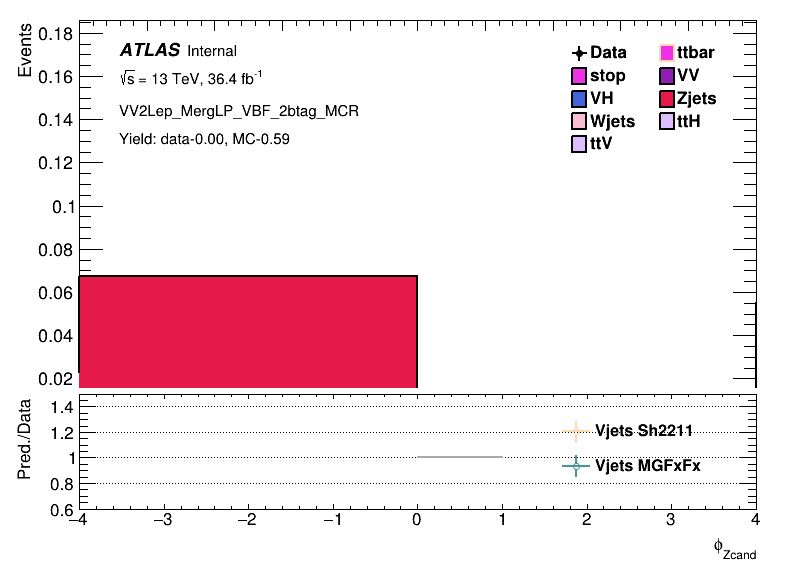 Events
0.18
0.16
0.14
0.12
0.1
0.08
0.06
0.04
0.02
ATLAS Internal
√s = 13 TeV, 36.4 fb⁻¹
VV2Lep_MergLP_VBF_2btag_MCR
Yield: data-0.00, MC-0.59
Data ttbar
stop VV
VH Zjets
Wjets ttH
ttV
Pred./Data
1.4
1.2
1
0.8
0.6
Vjets Sh2211
Vjets MGFxFx
−4 −3 −2 −1 0 1 2 3 4
ϕ_Zcand